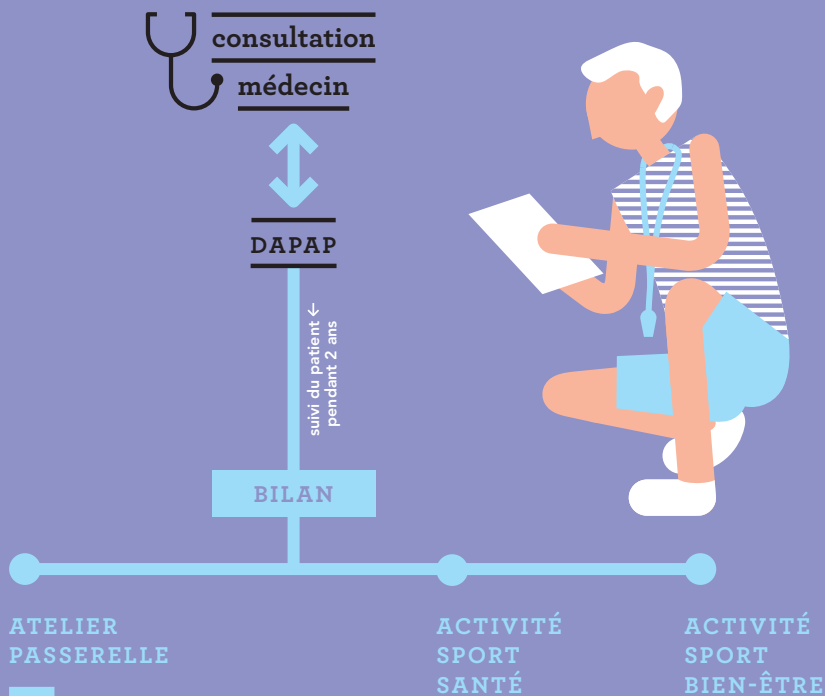 consultation
médecin
DAPAP
suivi du patient ←
pendant 2 ans
BILAN
ATELIER
PASSERELLE
ACTIVITÉ
SPORT
SANTÉ
ACTIVITÉ
SPORT
BIEN-ÊTRE